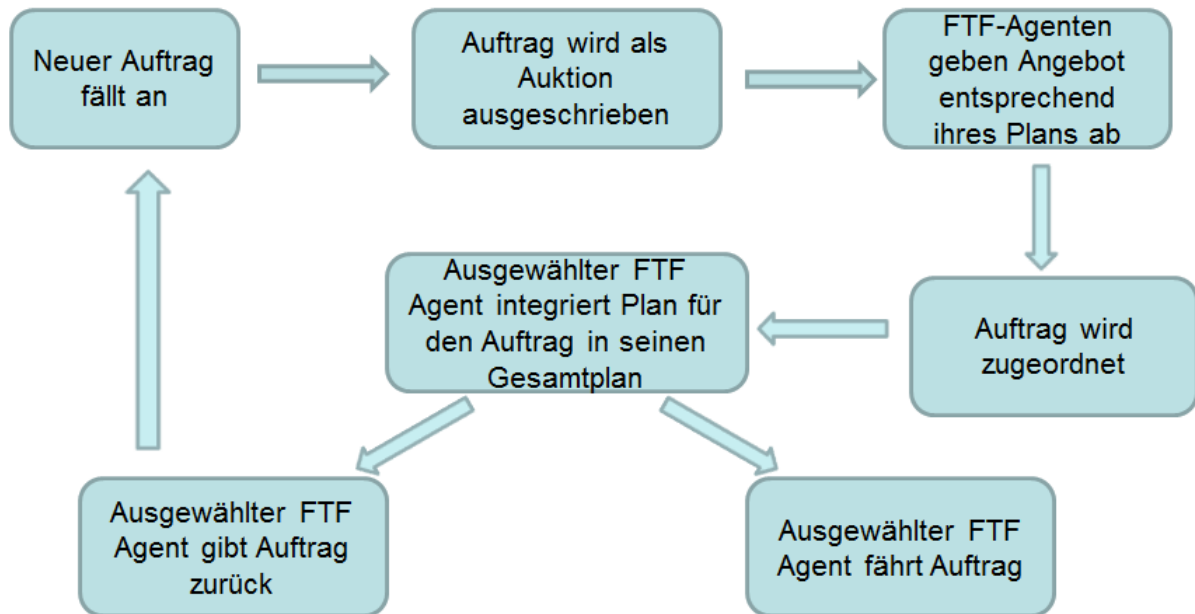 Neuer Auftrag
fällt an
Auftrag wird als
Auktion
ausgeschrieben
FTF-Agenten
geben Angebot
entsprechend
ihres Plans ab
Auftrag wird
zugeordnet
Ausgewählter FTF
Agent integriert Plan für
den Auftrag in seinen
Gesamtplan
Ausgewählter FTF
Agent gibt Auftrag
zurück
Ausgewählter FTF
Agent fährt Auftrag